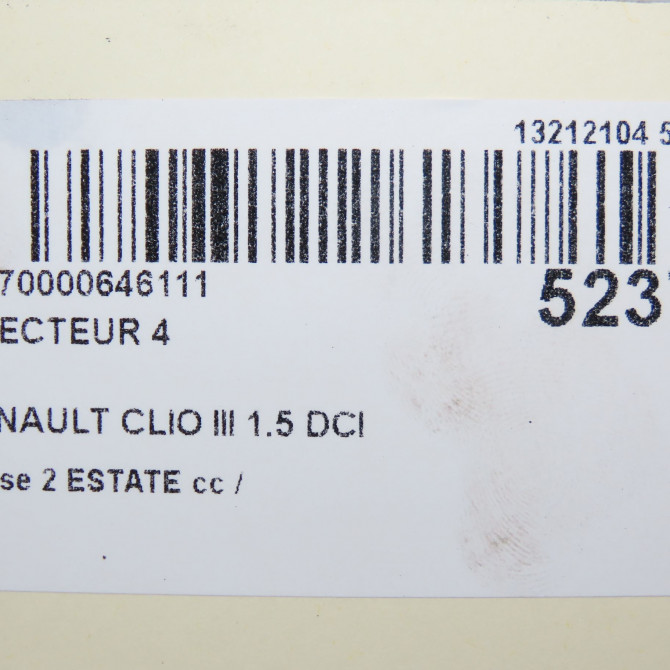 13212104 5
70000646111
523
ECTEUR 4
NAULT CLIO III 1.5 DCI
se 2 ESTATE cc /